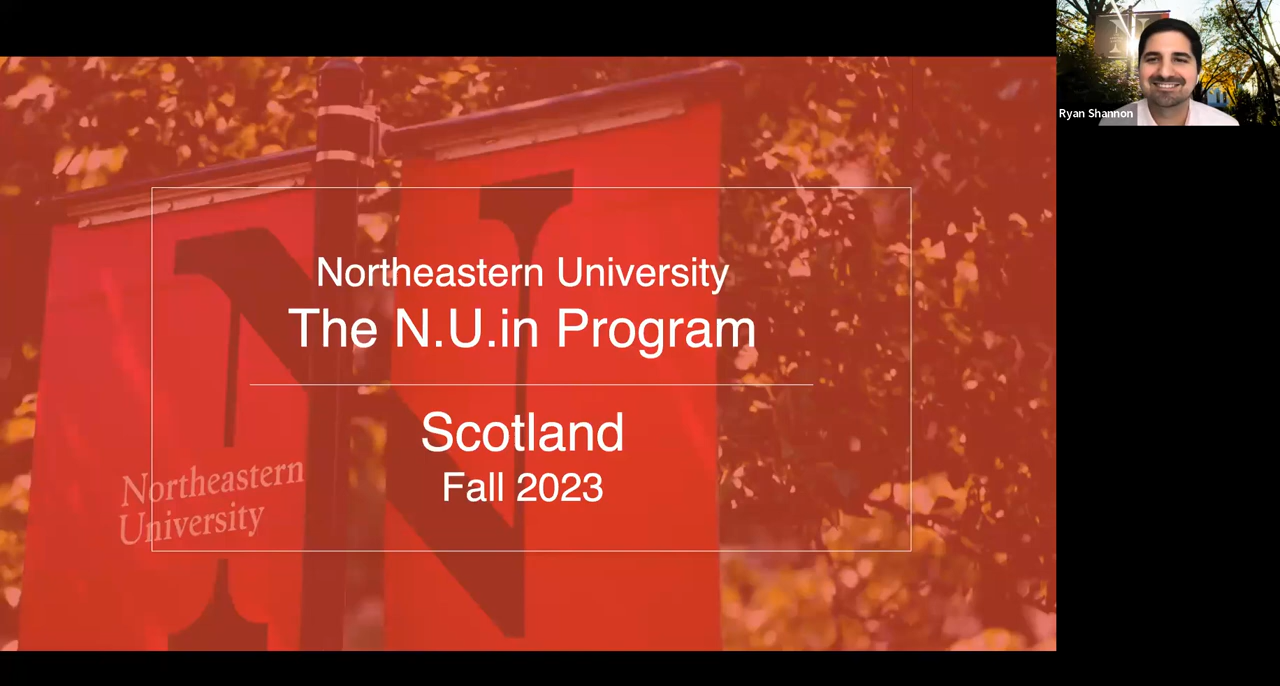 Northeastern University
The N.U.in Program
Scotland
Fall 2023
Northeastern
University
Ryan Shannon